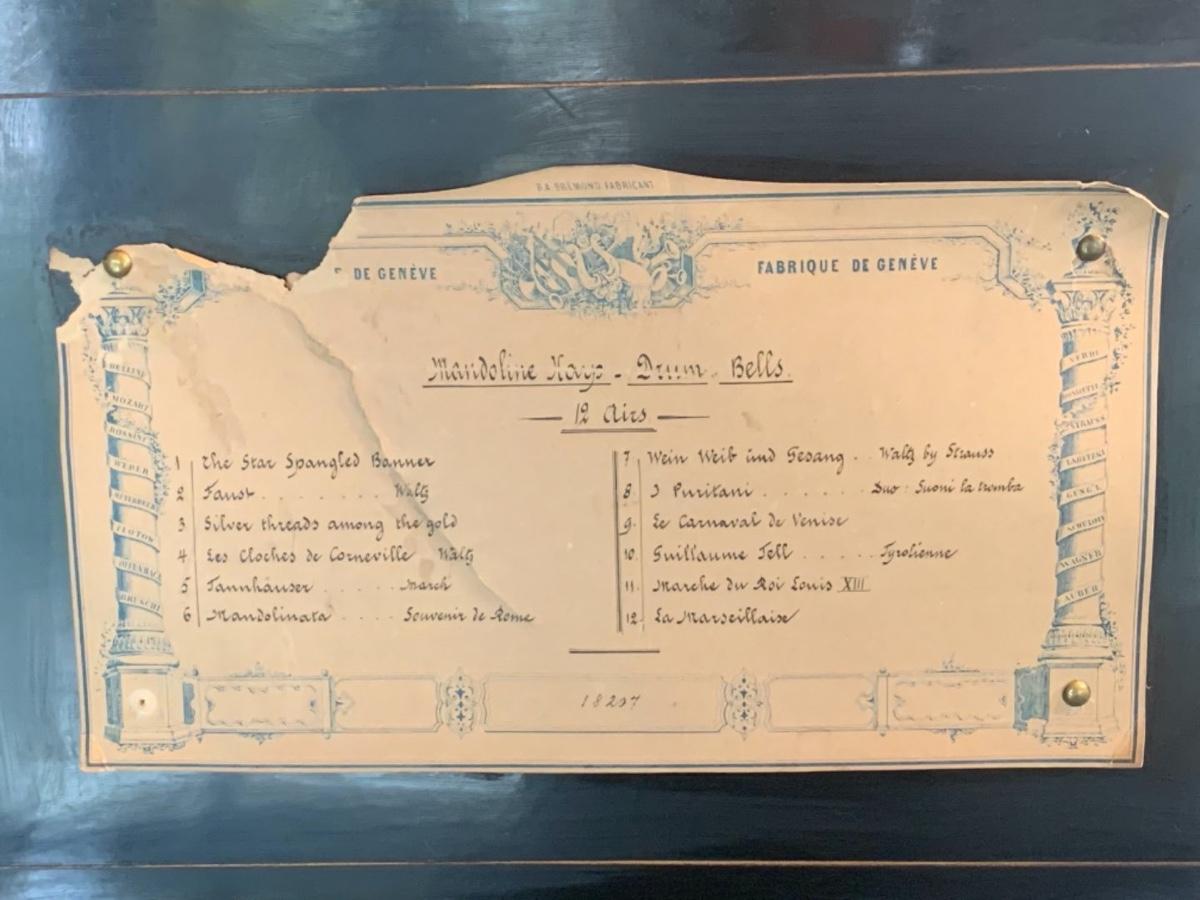 B.A. BRÉMOND FABRICANT
DE GENÈVE
FABRIQUE DE GENÈVE
Mandoline Harp - Drum - Bells.
12 Airs
1 The Star Spangled Banner
2 Faust . . . . . . . . Waltz
3 Silver threads among the gold
4 Les Cloches de Corneville Waltz
5 Tannhäuser . . . . . . March
6 Mandolinata . . . . Souvenir de Rome
7 Wein Weib und Gesang . . Waltz by Strauss
8 I Puritani . . . . . . . Duo: Suoni la tromba
9. Le Carnaval de Venise
10. Guillaume Tell . . . . . Tyrolienne
11. Marche du Roi Louis XIII
12. La Marseillaise
18207
BELLINI
MOZART
ROSSINI
WEBER
MEYERBEER
FLOTOW
OFFENBACH
VERDI
DONIZETTI
STRAUSS
WAGNER
AUBER